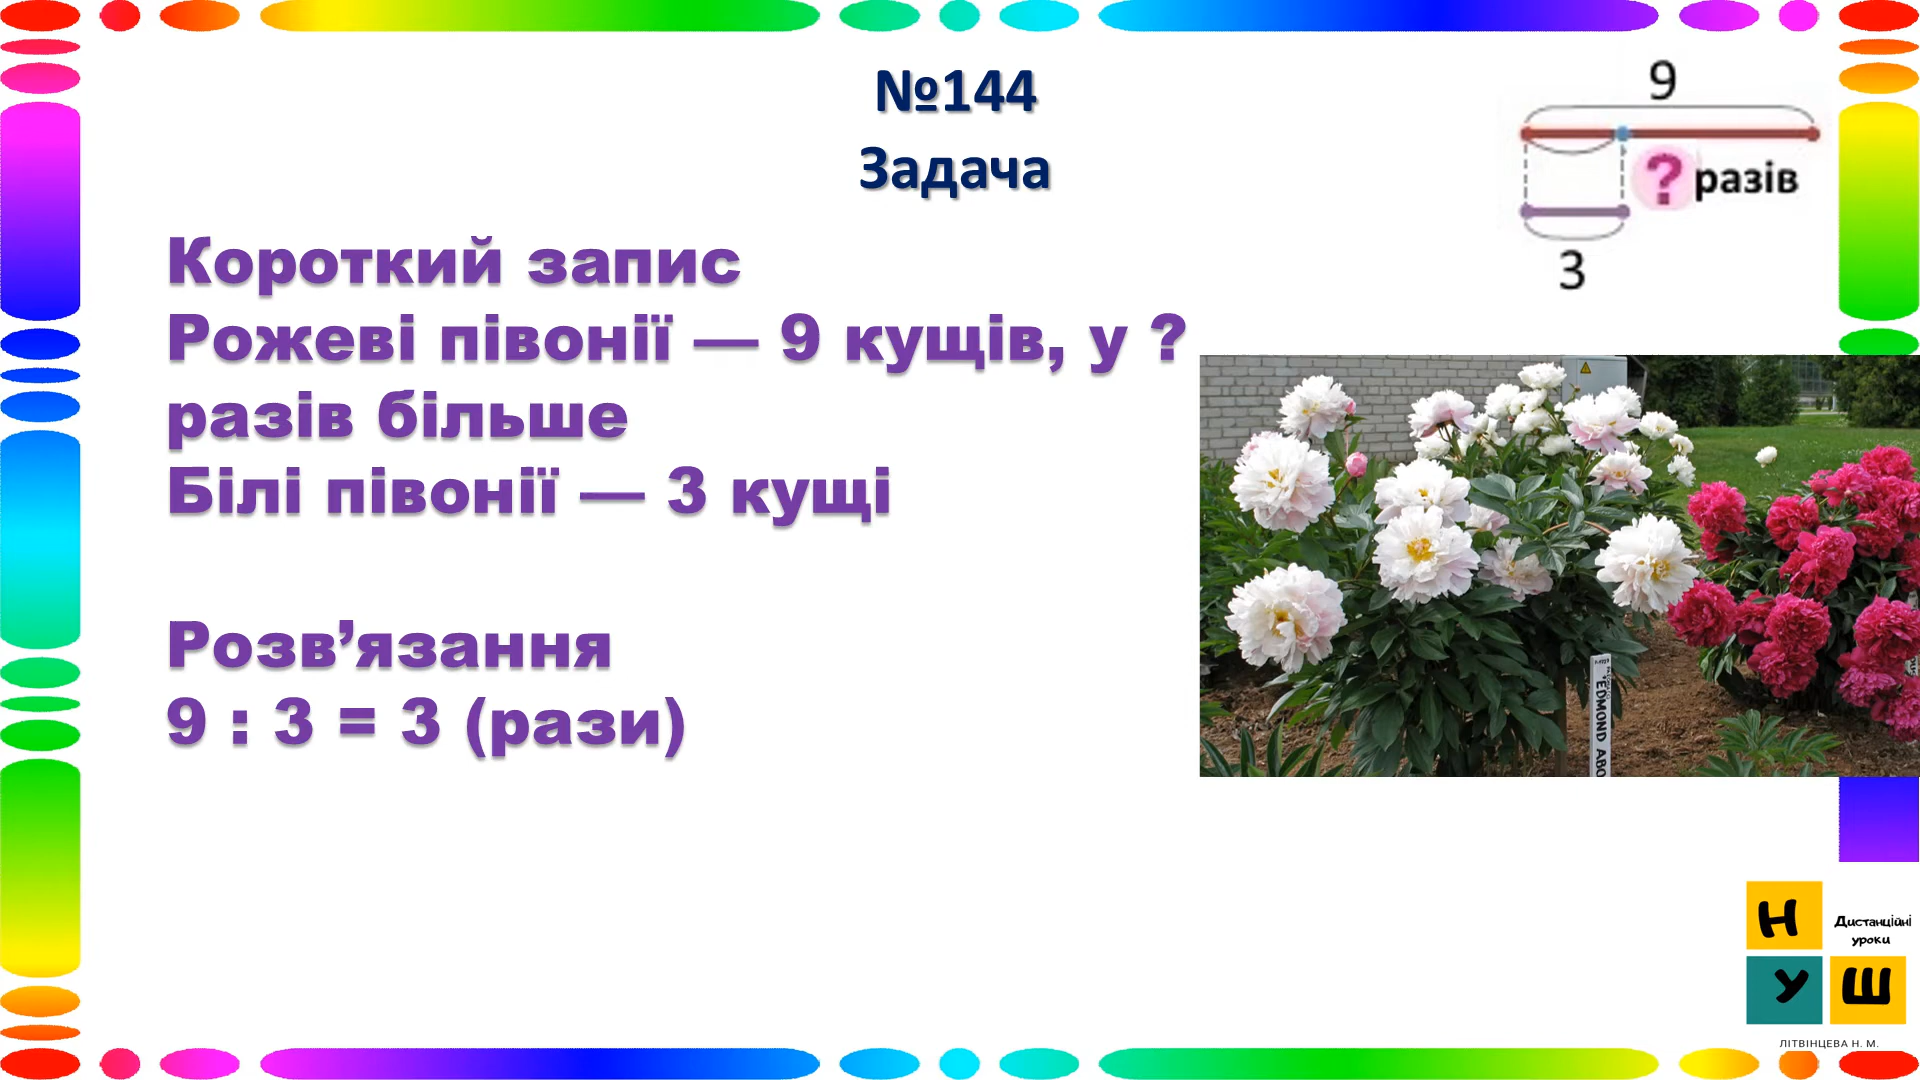 №144
Задача
9
? разів
3
Короткий запис
Рожеві півонії — 9 кущів, у ?
разів більше
Білі півонії — 3 кущі
Розв’язання
9 : 3 = 3 (рази)
EDMOND ABO
Н
Дистанційні
уроки
У Ш
ЛІТВІНЦЕВА Н. М.